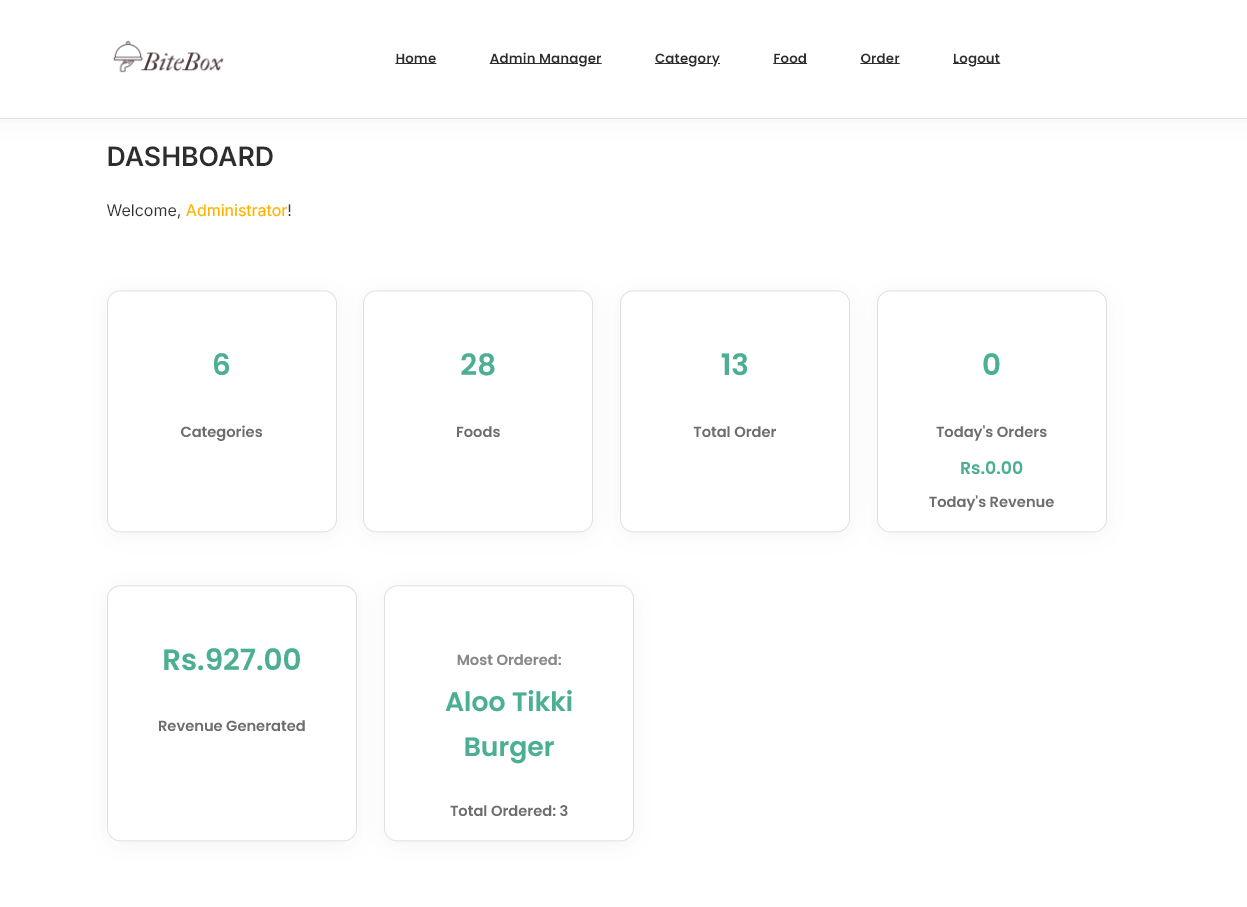 BiteBox
Home Admin Manager Category Food Order Logout
DASHBOARD
Welcome, Administrator!
6
Categories
28
Foods
13
Total Order
0
Today's Orders
Rs.0.00
Today's Revenue
Rs.927.00
Revenue Generated
Most Ordered:
Aloo Tikki
Burger
Total Ordered: 3